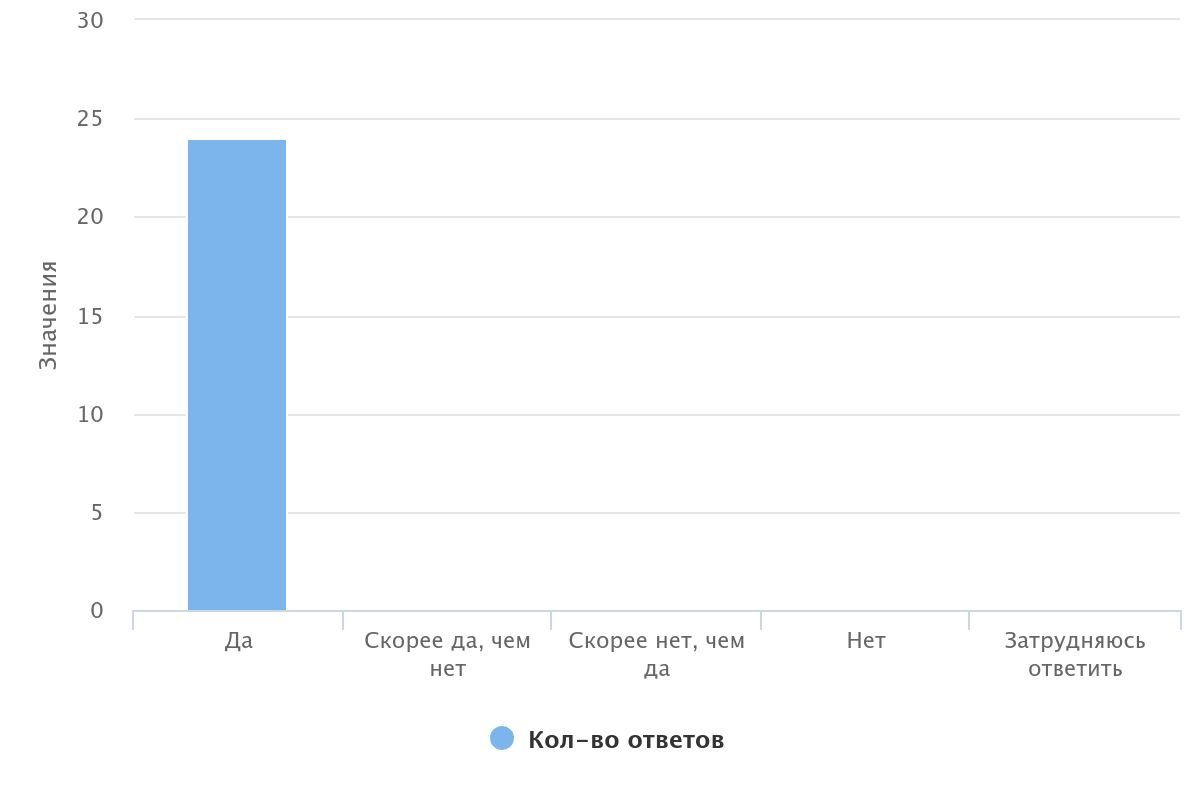 30
25
20
15
10
5
0
Значения
Да
Скорее да, чем
нет
Скорее нет, чем
да
Нет
Затрудняюсь
ответить
Кол-во ответов